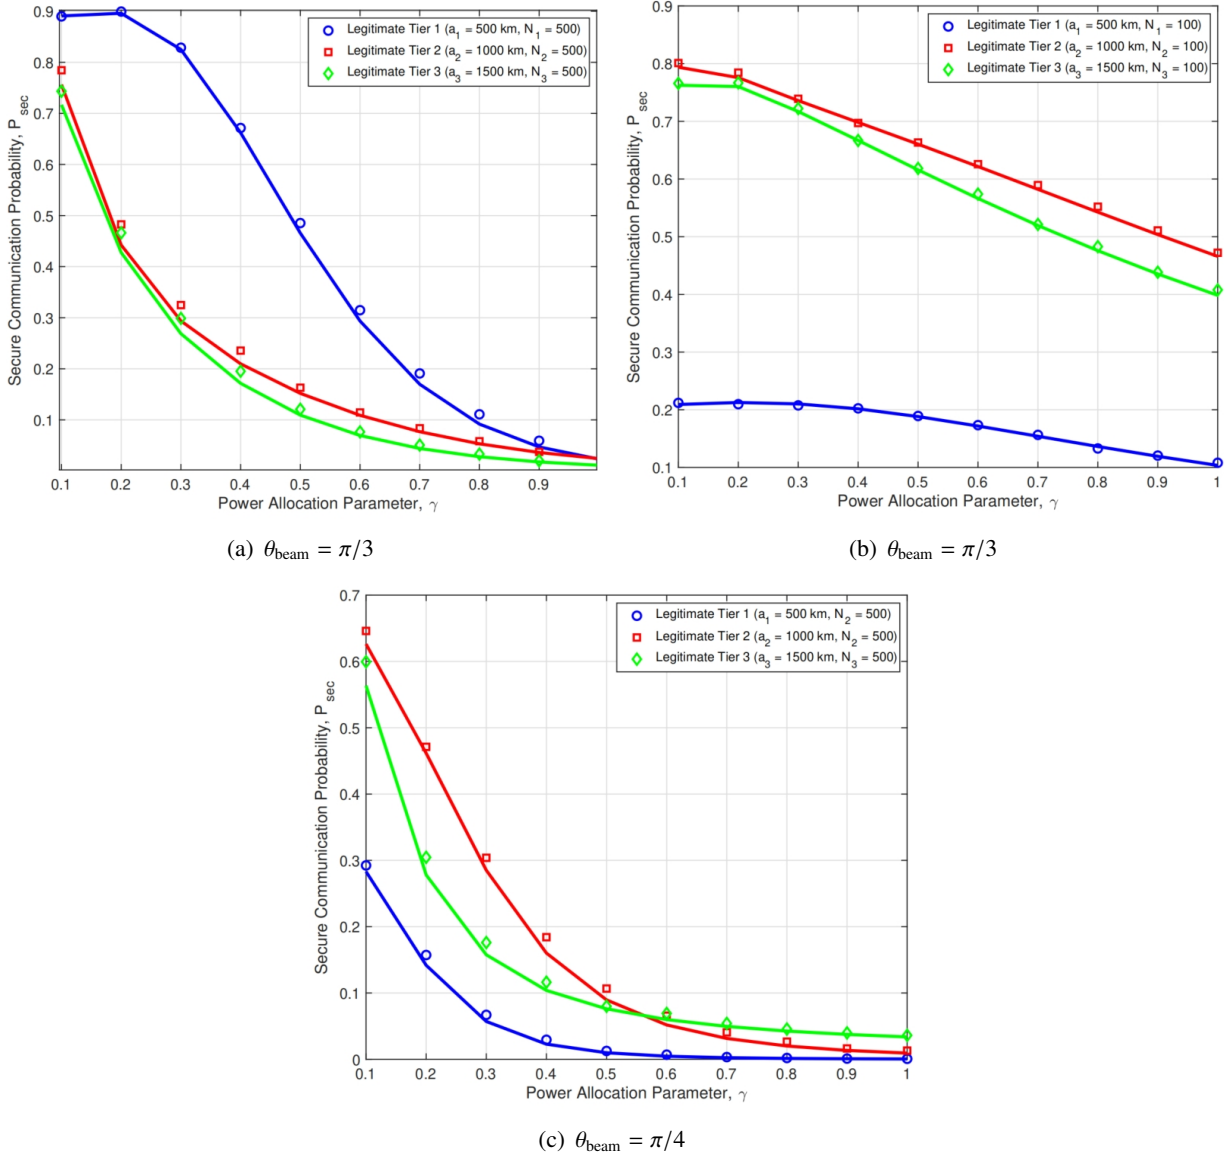 0.9
0.8
0.7
0.6
0.5
0.4
0.3
0.2
0.1
Secure Communication Probability, P_sec
Legitimate Tier 1 (a_1 = 500 km, N_1 = 500)
Legitimate Tier 2 (a_2 = 1000 km, N_2 = 500)
Legitimate Tier 3 (a_3 = 1500 km, N_3 = 500)
0.1 0.2 0.3 0.4 0.5 0.6 0.7 0.8 0.9
Power Allocation Parameter, γ
(a) θ_beam = π/3
0.9
0.8
0.7
0.6
0.5
0.4
0.3
0.2
0.1
Secure Communication Probability, P_sec
Legitimate Tier 1 (a_1 = 500 km, N_1 = 100)
Legitimate Tier 2 (a_2 = 1000 km, N_2 = 100)
Legitimate Tier 3 (a_3 = 1500 km, N_3 = 100)
0.1 0.2 0.3 0.4 0.5 0.6 0.7 0.8 0.9 1
Power Allocation Parameter, γ
(b) θ_beam = π/3
0.7
0.6
0.5
0.4
0.3
0.2
0.1
0
Secure Communication Probability, P_sec
Legitimate Tier 1 (a_1 = 500 km, N_2 = 500)
Legitimate Tier 2 (a_2 = 1000 km, N_2 = 500)
Legitimate Tier 3 (a_3 = 1500 km, N_3 = 500)
0.1 0.2 0.3 0.4 0.5 0.6 0.7 0.8 0.9 1
Power Allocation Parameter, γ
(c) θ_beam = π/4